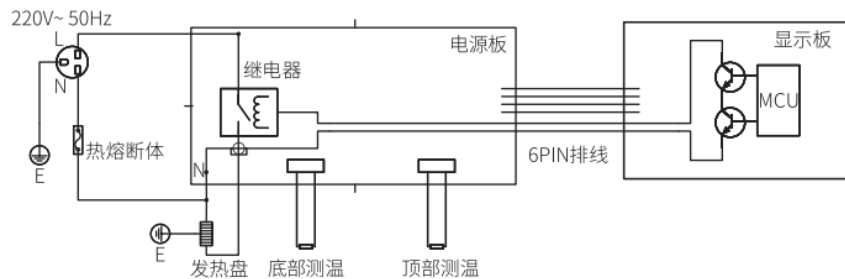 220V~ 50Hz
L
N
E
热熔断体
N
E
发热盘
继电器
电源板
底部测温
顶部测温
6PIN排线
显示板
MCU